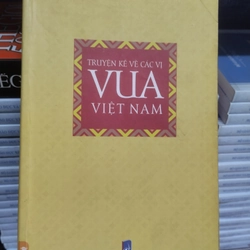 TRUYỆN KỂ VỀ CÁC VỊ
VUA
VIỆT NAM